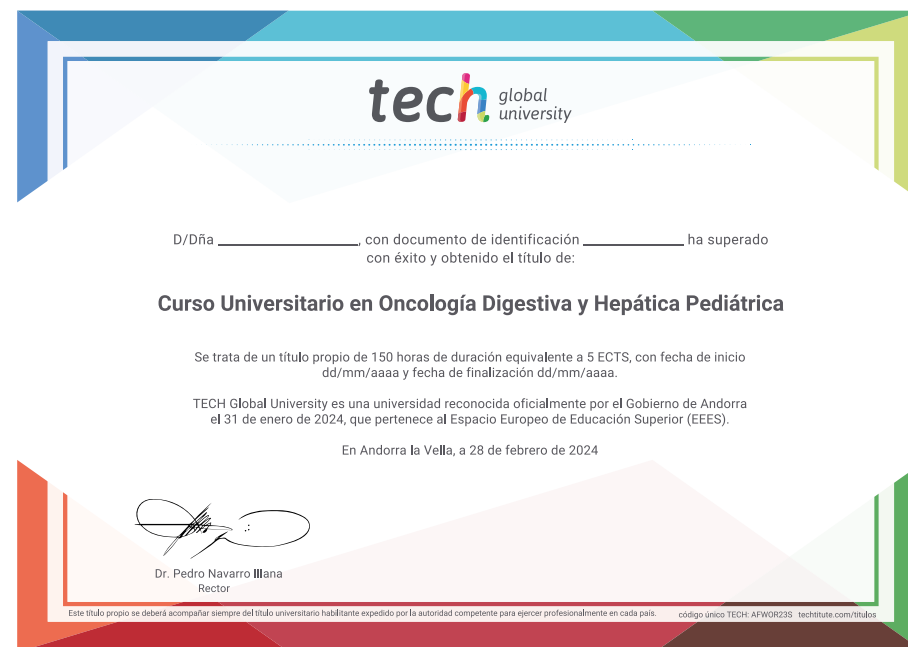 tech global university
D/Dña ____________________, con documento de identificación ______________ ha superado
con éxito y obtenido el título de:
Curso Universitario en Oncología Digestiva y Hepática Pediátrica
Se trata de un título propio de 150 horas de duración equivalente a 5 ECTS, con fecha de inicio
dd/mm/aaaa y fecha de finalización dd/mm/aaaa.
TECH Global University es una universidad reconocida oficialmente por el Gobierno de Andorra
el 31 de enero de 2024, que pertenece al Espacio Europeo de Educación Superior (EEES).
En Andorra la Vella, a 28 de febrero de 2024
Dr. Pedro Navarro Illana
Rector
Este título propio se deberá acompañar siempre del título universitario habilitante expedido por la autoridad competente para ejercer profesionalmente en cada país. código único TECH: AFWOR23S techtitute.com/titulos